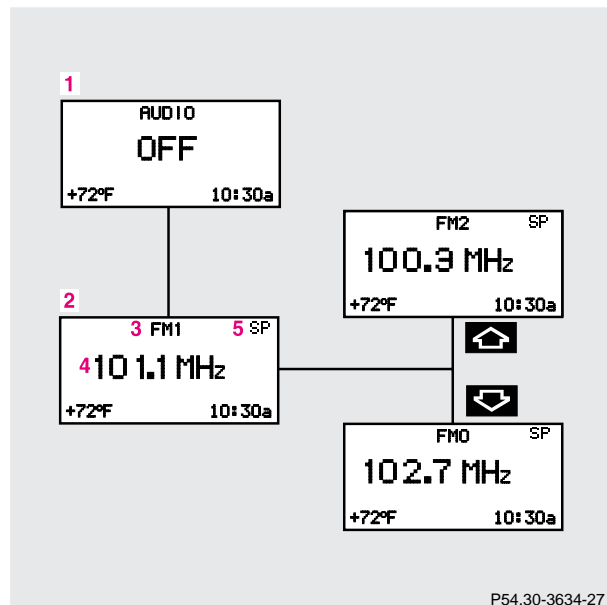 1
AUDIO
OFF
+72°F 10:30a
FM2 SP
100.3 MHz
+72°F 10:30a
2
3 FM1 5 SP
4 101.1 MHz
+72°F 10:30a
FM0 SP
102.7 MHz
+72°F 10:30a
P54.30-3634-27